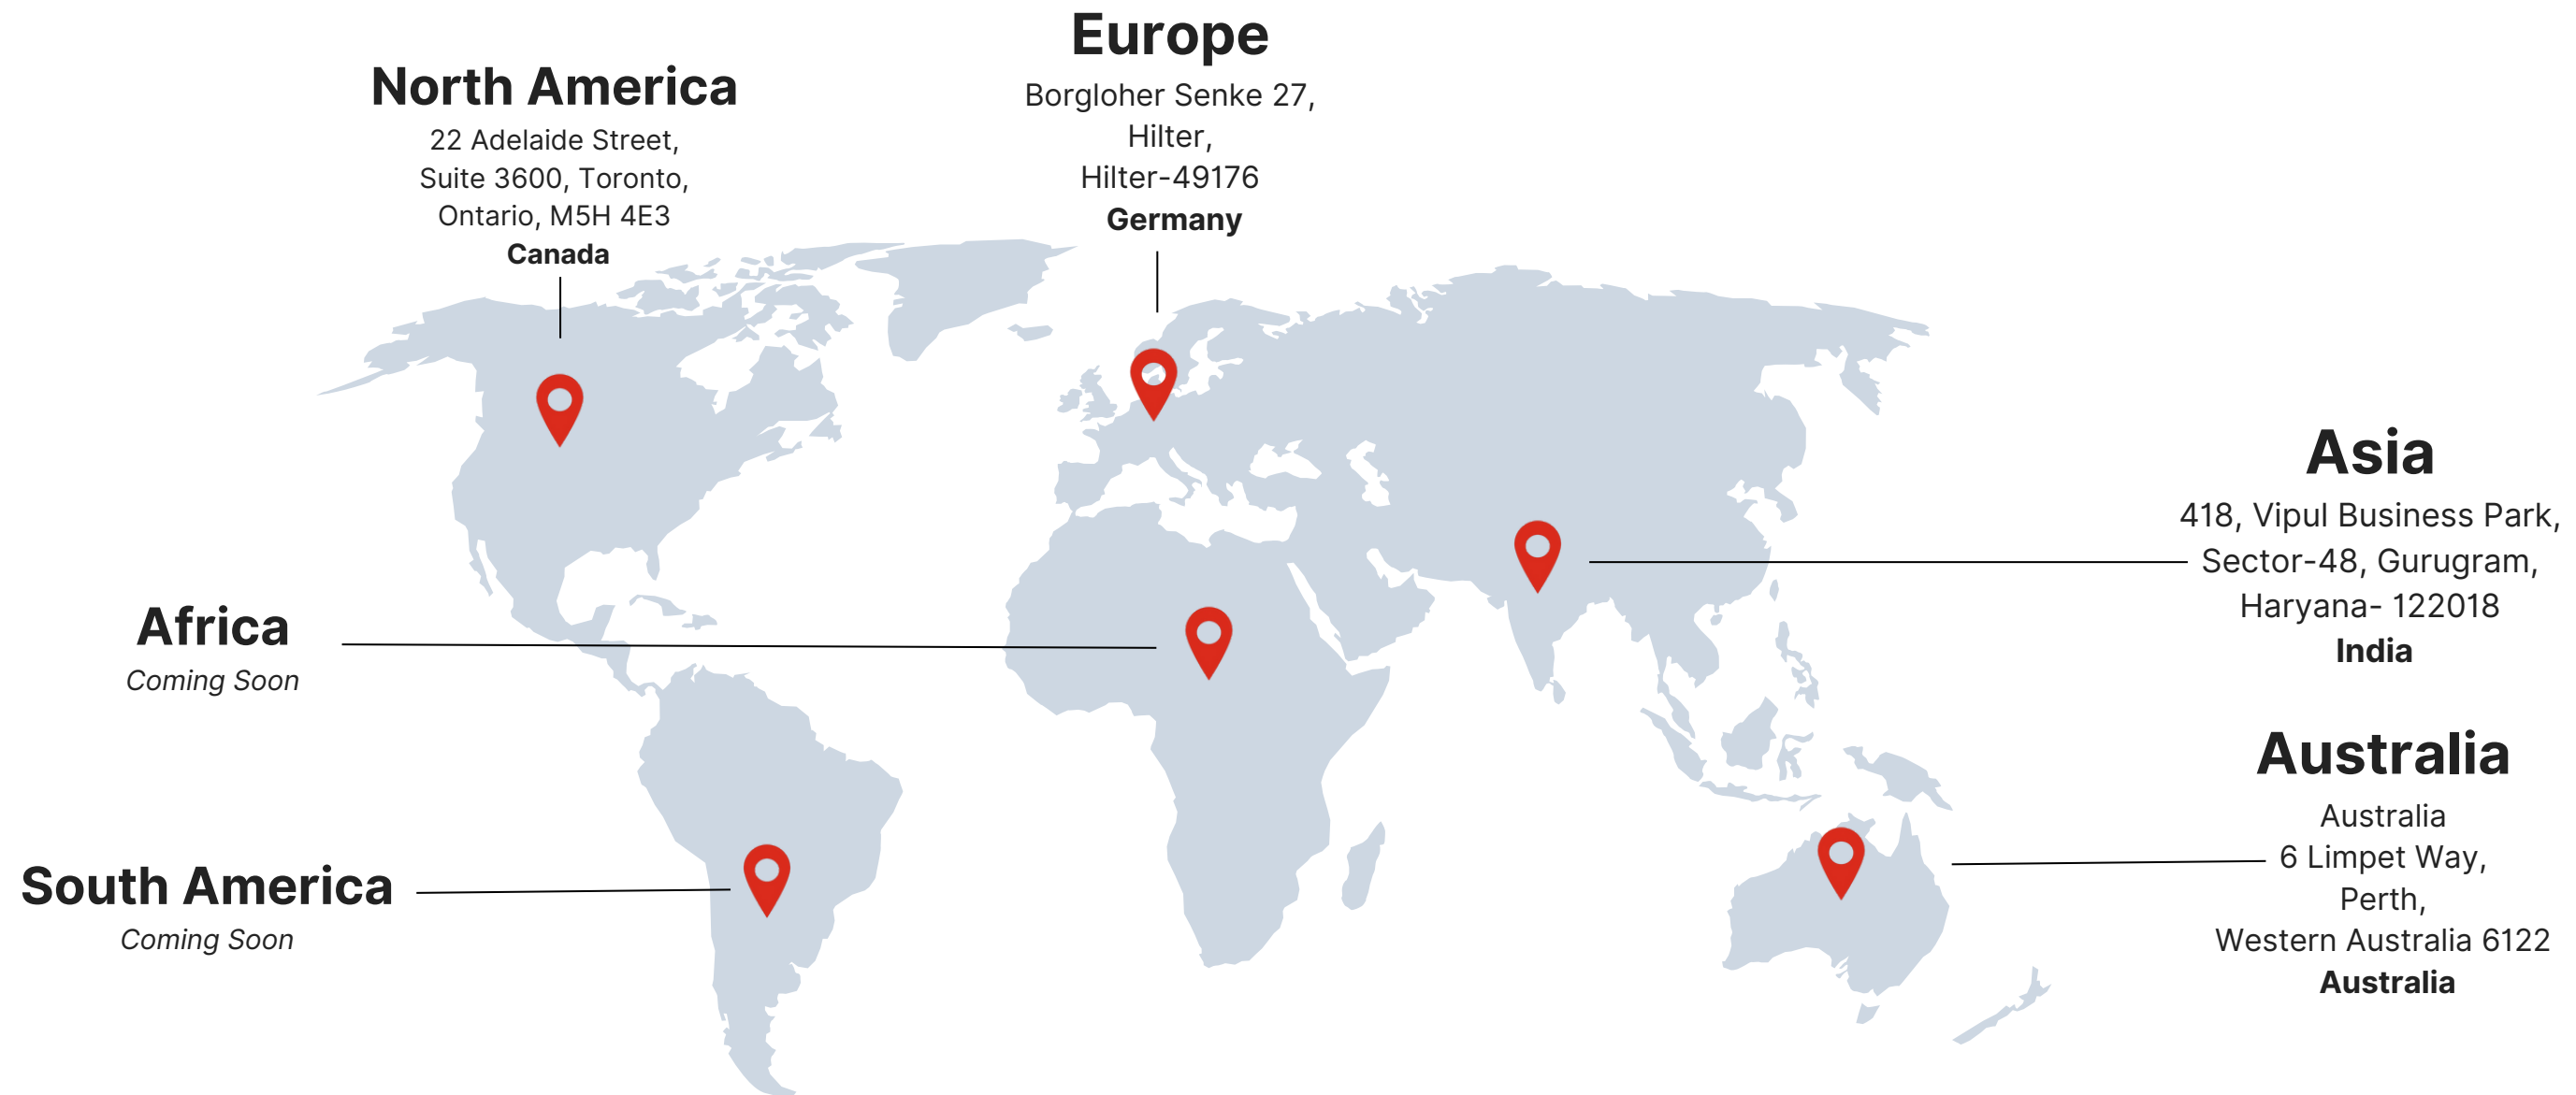 Europe
Borgloher Senke 27,
Hilter,
Hilter-49176
Germany
North America
22 Adelaide Street,
Suite 3600, Toronto,
Ontario, M5H 4E3
Canada
Asia
418, Vipul Business Park,
Sector-48, Gurugram,
Haryana- 122018
India
Africa
Coming Soon
Australia
Australia
6 Limpet Way,
Perth,
Western Australia 6122
Australia
South America
Coming Soon